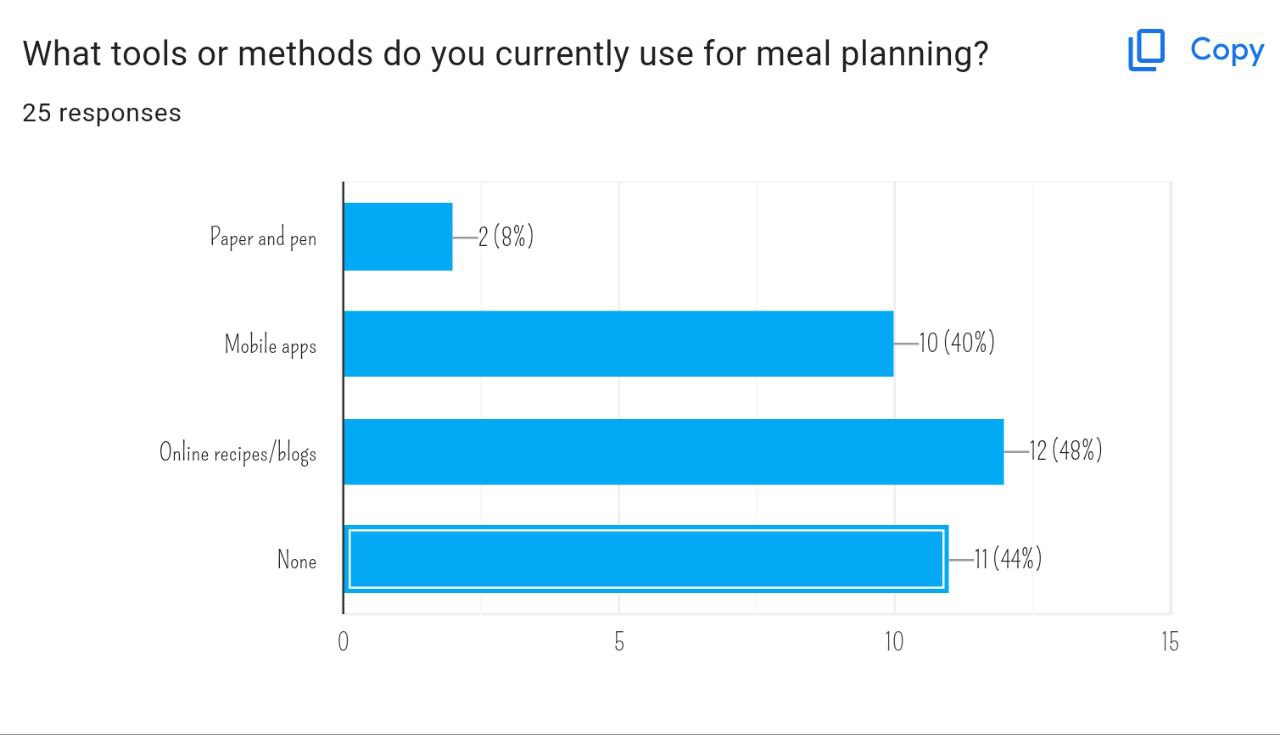 What tools or methods do you currently use for meal planning?
Copy
25 responses
Paper and pen
2 (8%)
Mobile apps
10 (40%)
Online recipes/blogs
12 (48%)
None
11 (44%)
0 5 10 15